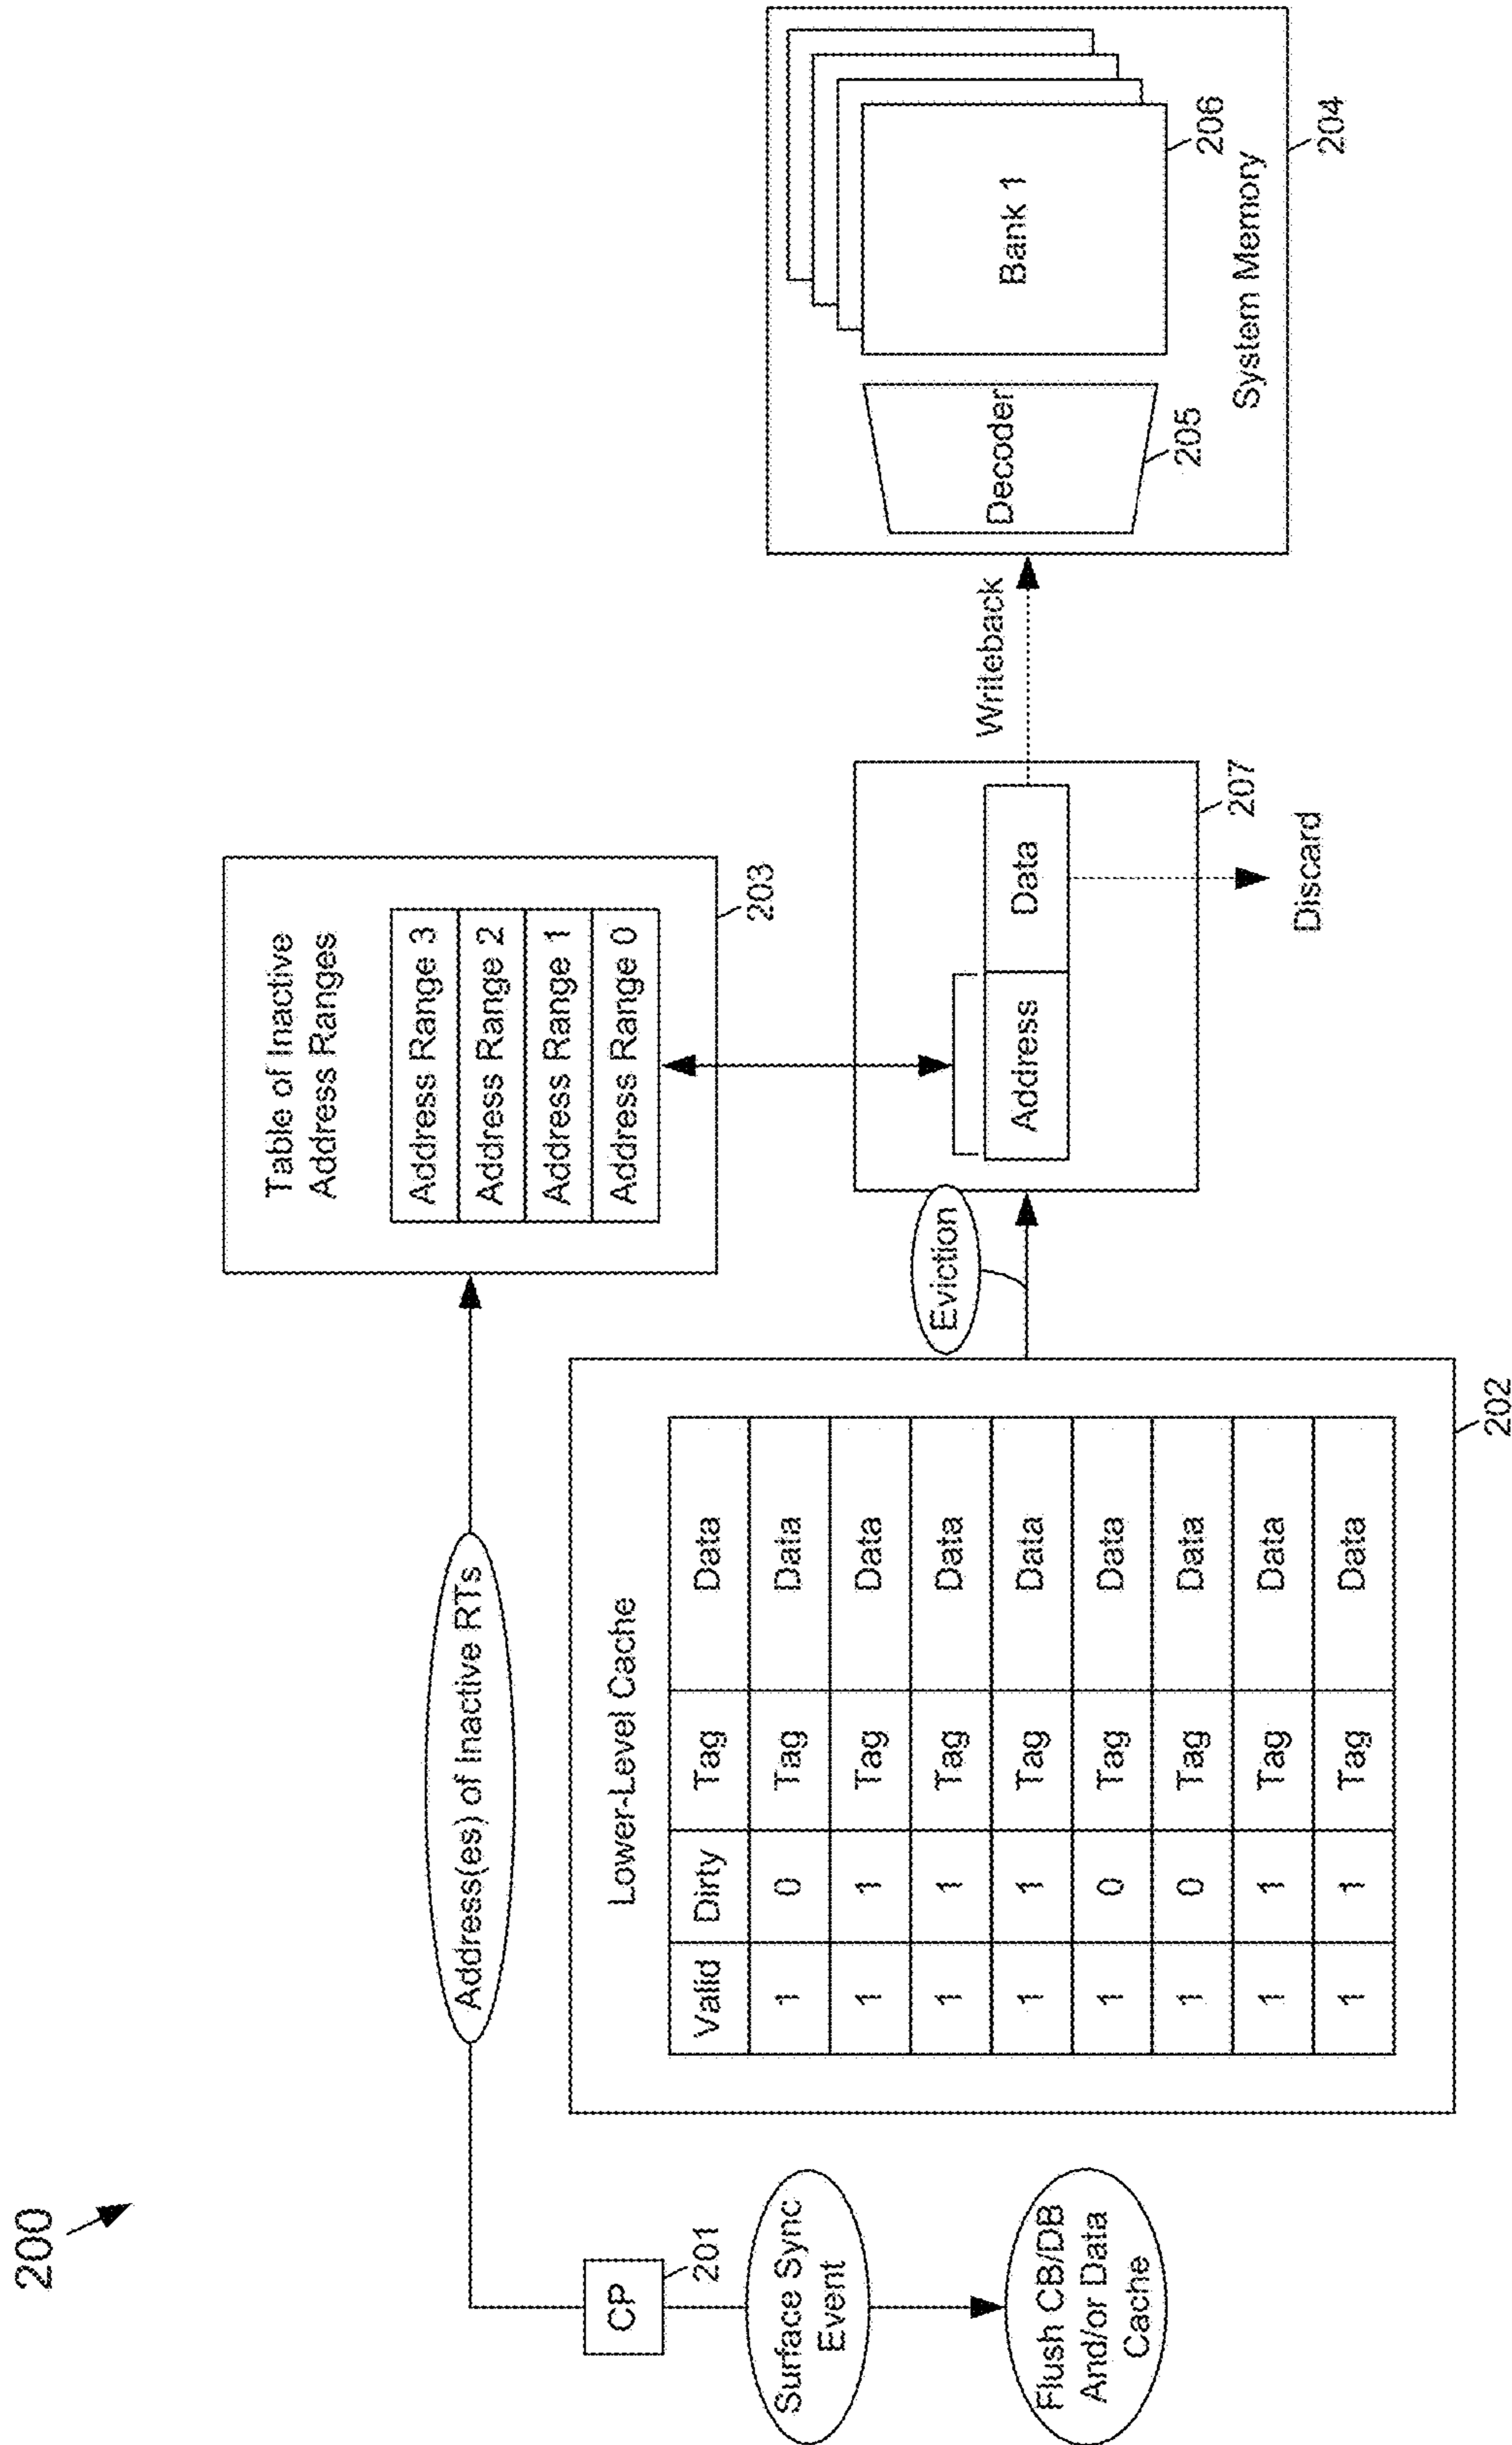 200
CP
201
Surface Sync
Event
Flush CB/DB
And/or Data
Cache
Address(es) of Inactive RTs
Table of Inactive
Address Ranges
Address Range 3
Address Range 2
Address Range 1
Address Range 0
203
Lower-Level Cache
Valid Dirty Tag Data
1 0 Tag Data
1 1 Tag Data
1 1 Tag Data
1 1 Tag Data
1 0 Tag Data
1 0 Tag Data
1 1 Tag Data
1 1 Tag Data
202
Eviction
Address Data
207
Discard
Writeback
Decoder
205
Bank 1
206
System Memory
204